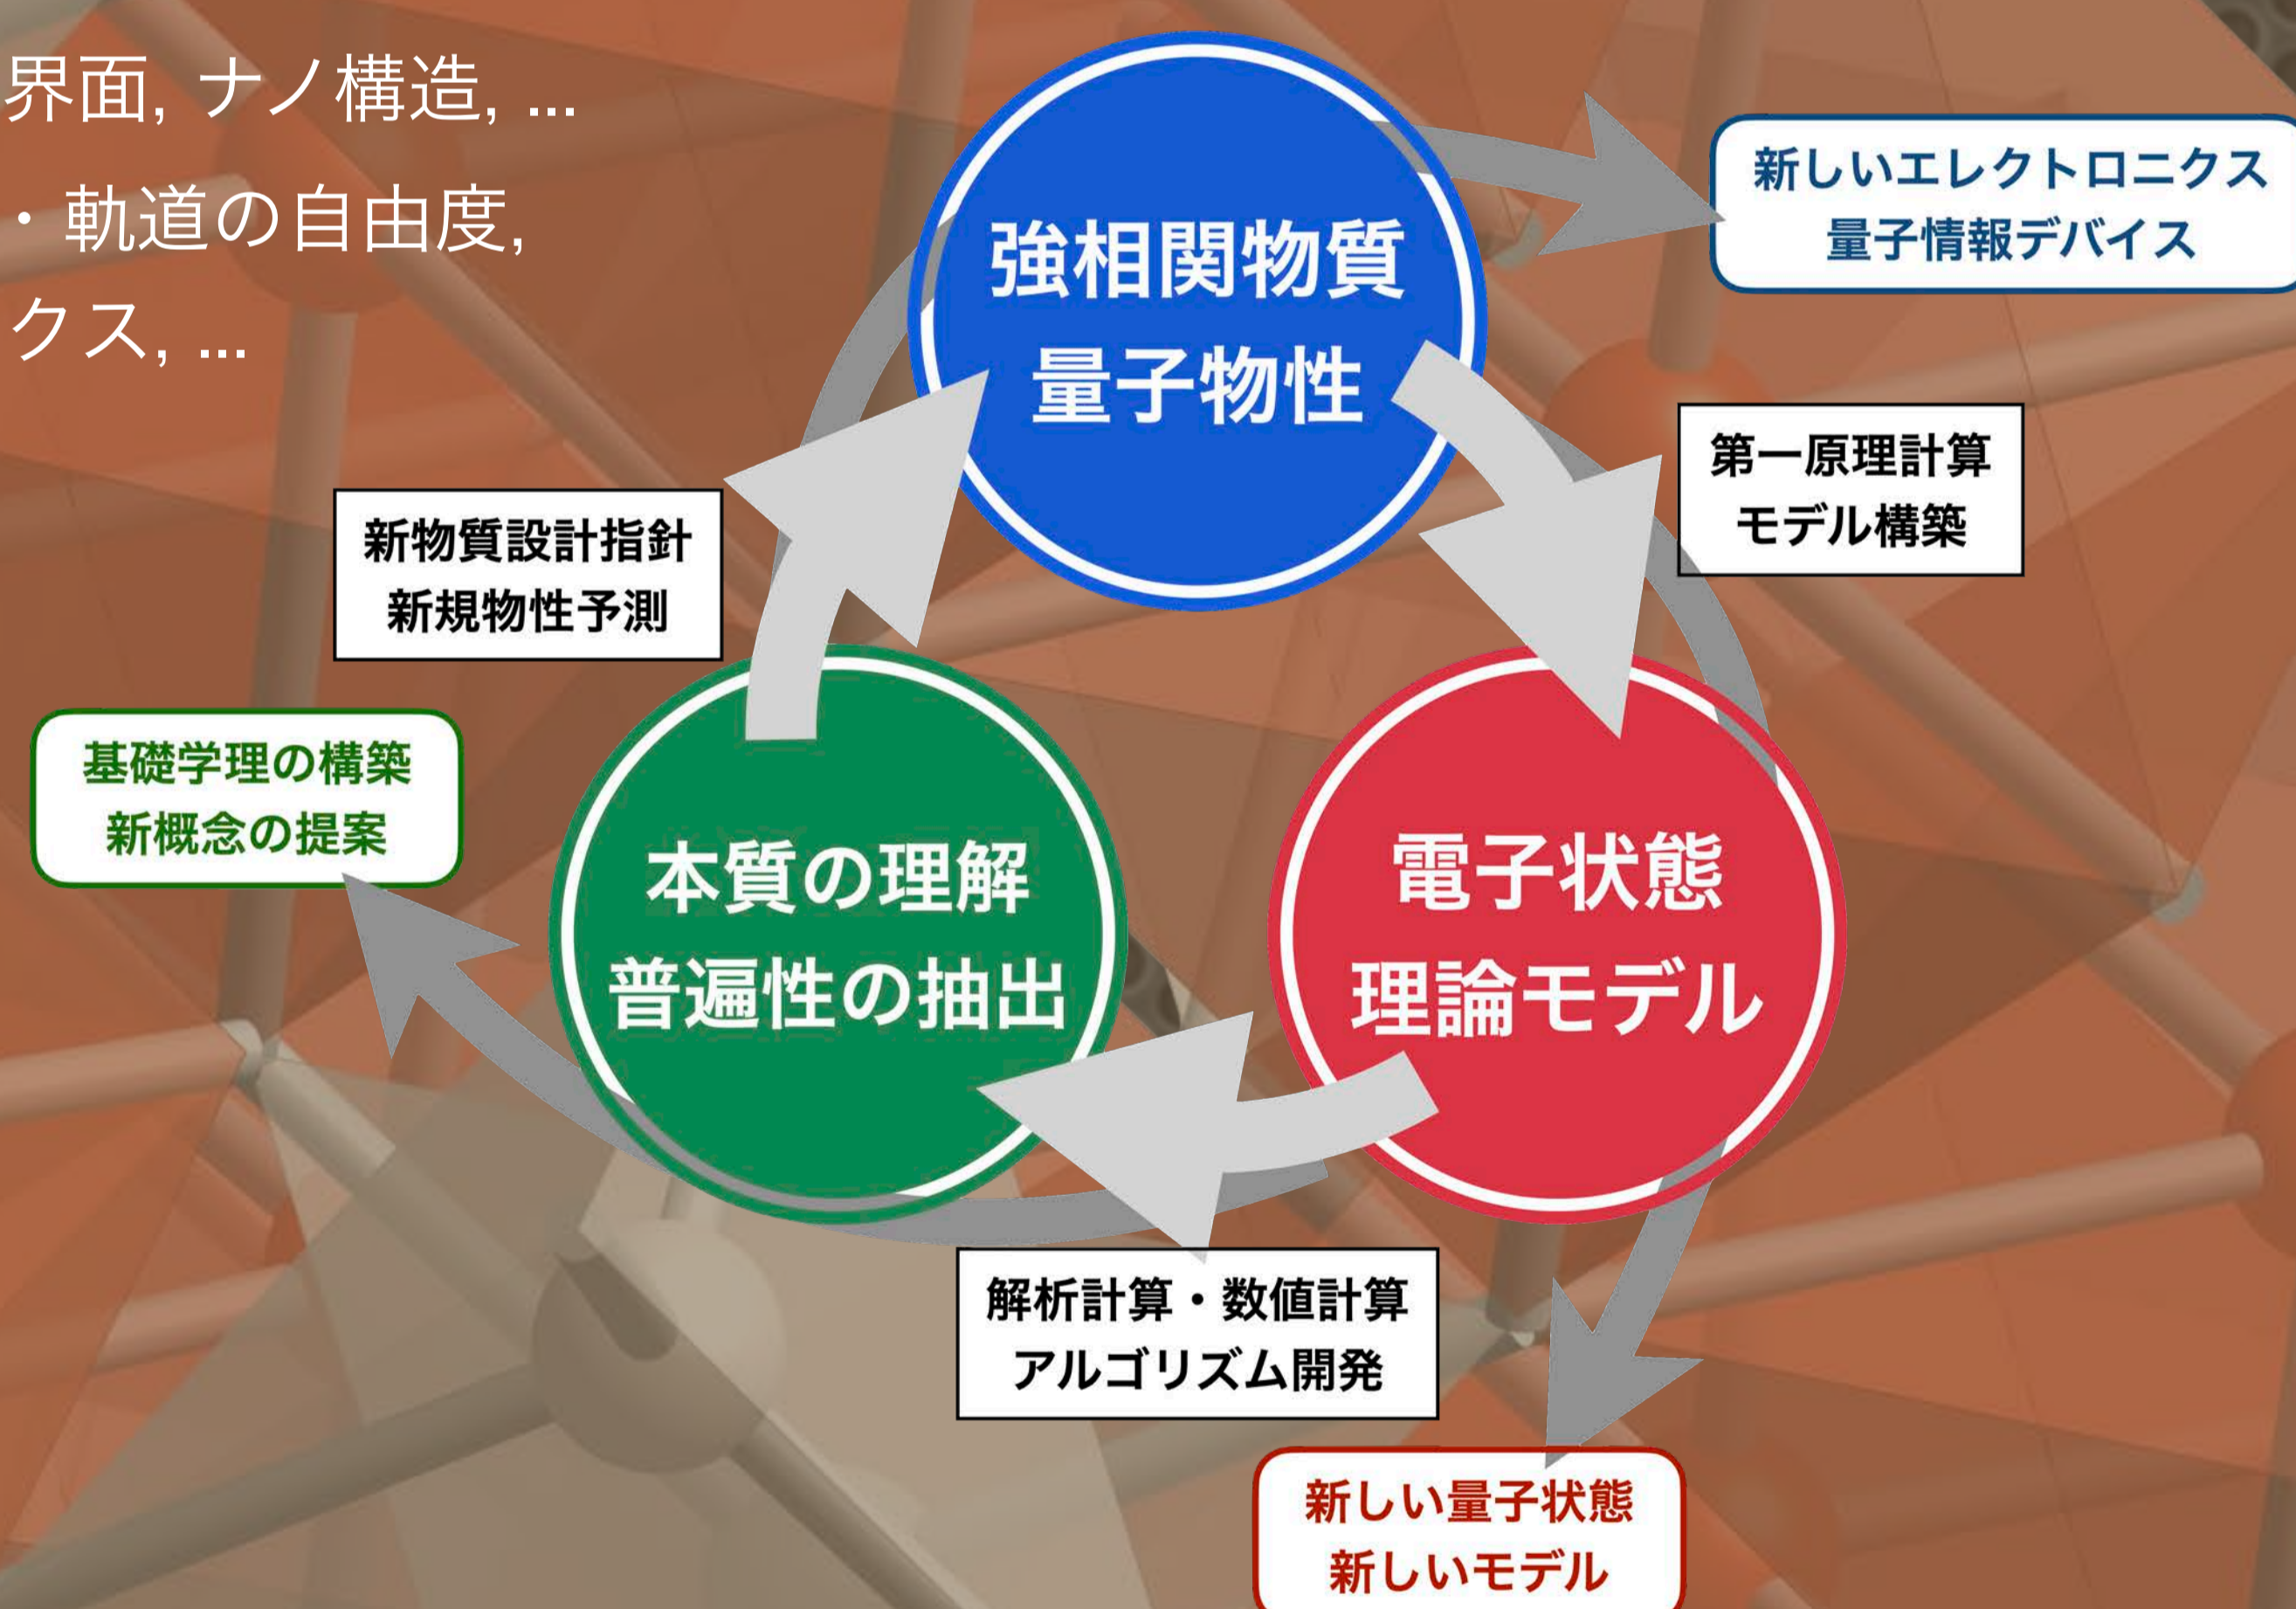 界面, ナノ構造, ...
・軌道の自由度,
クス, ...
強相関物質
量子物性
新しいエレクトロニクス
量子情報デバイス
第一原理計算
モデル構築
新物質設計指針
新規物性予測
基礎学理の構築
新概念の提案
本質の理解
普遍性の抽出
電子状態
理論モデル
解析計算・数値計算
アルゴリズム開発
新しい量子状態
新しいモデル